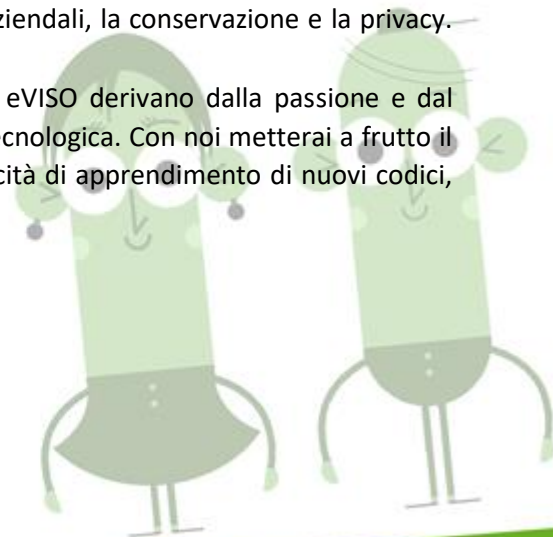 ziendali, la conservazione e la privacy.
eVISO derivano dalla passione e dal
ecnologica. Con noi metterai a frutto il
cità di apprendimento di nuovi codici,